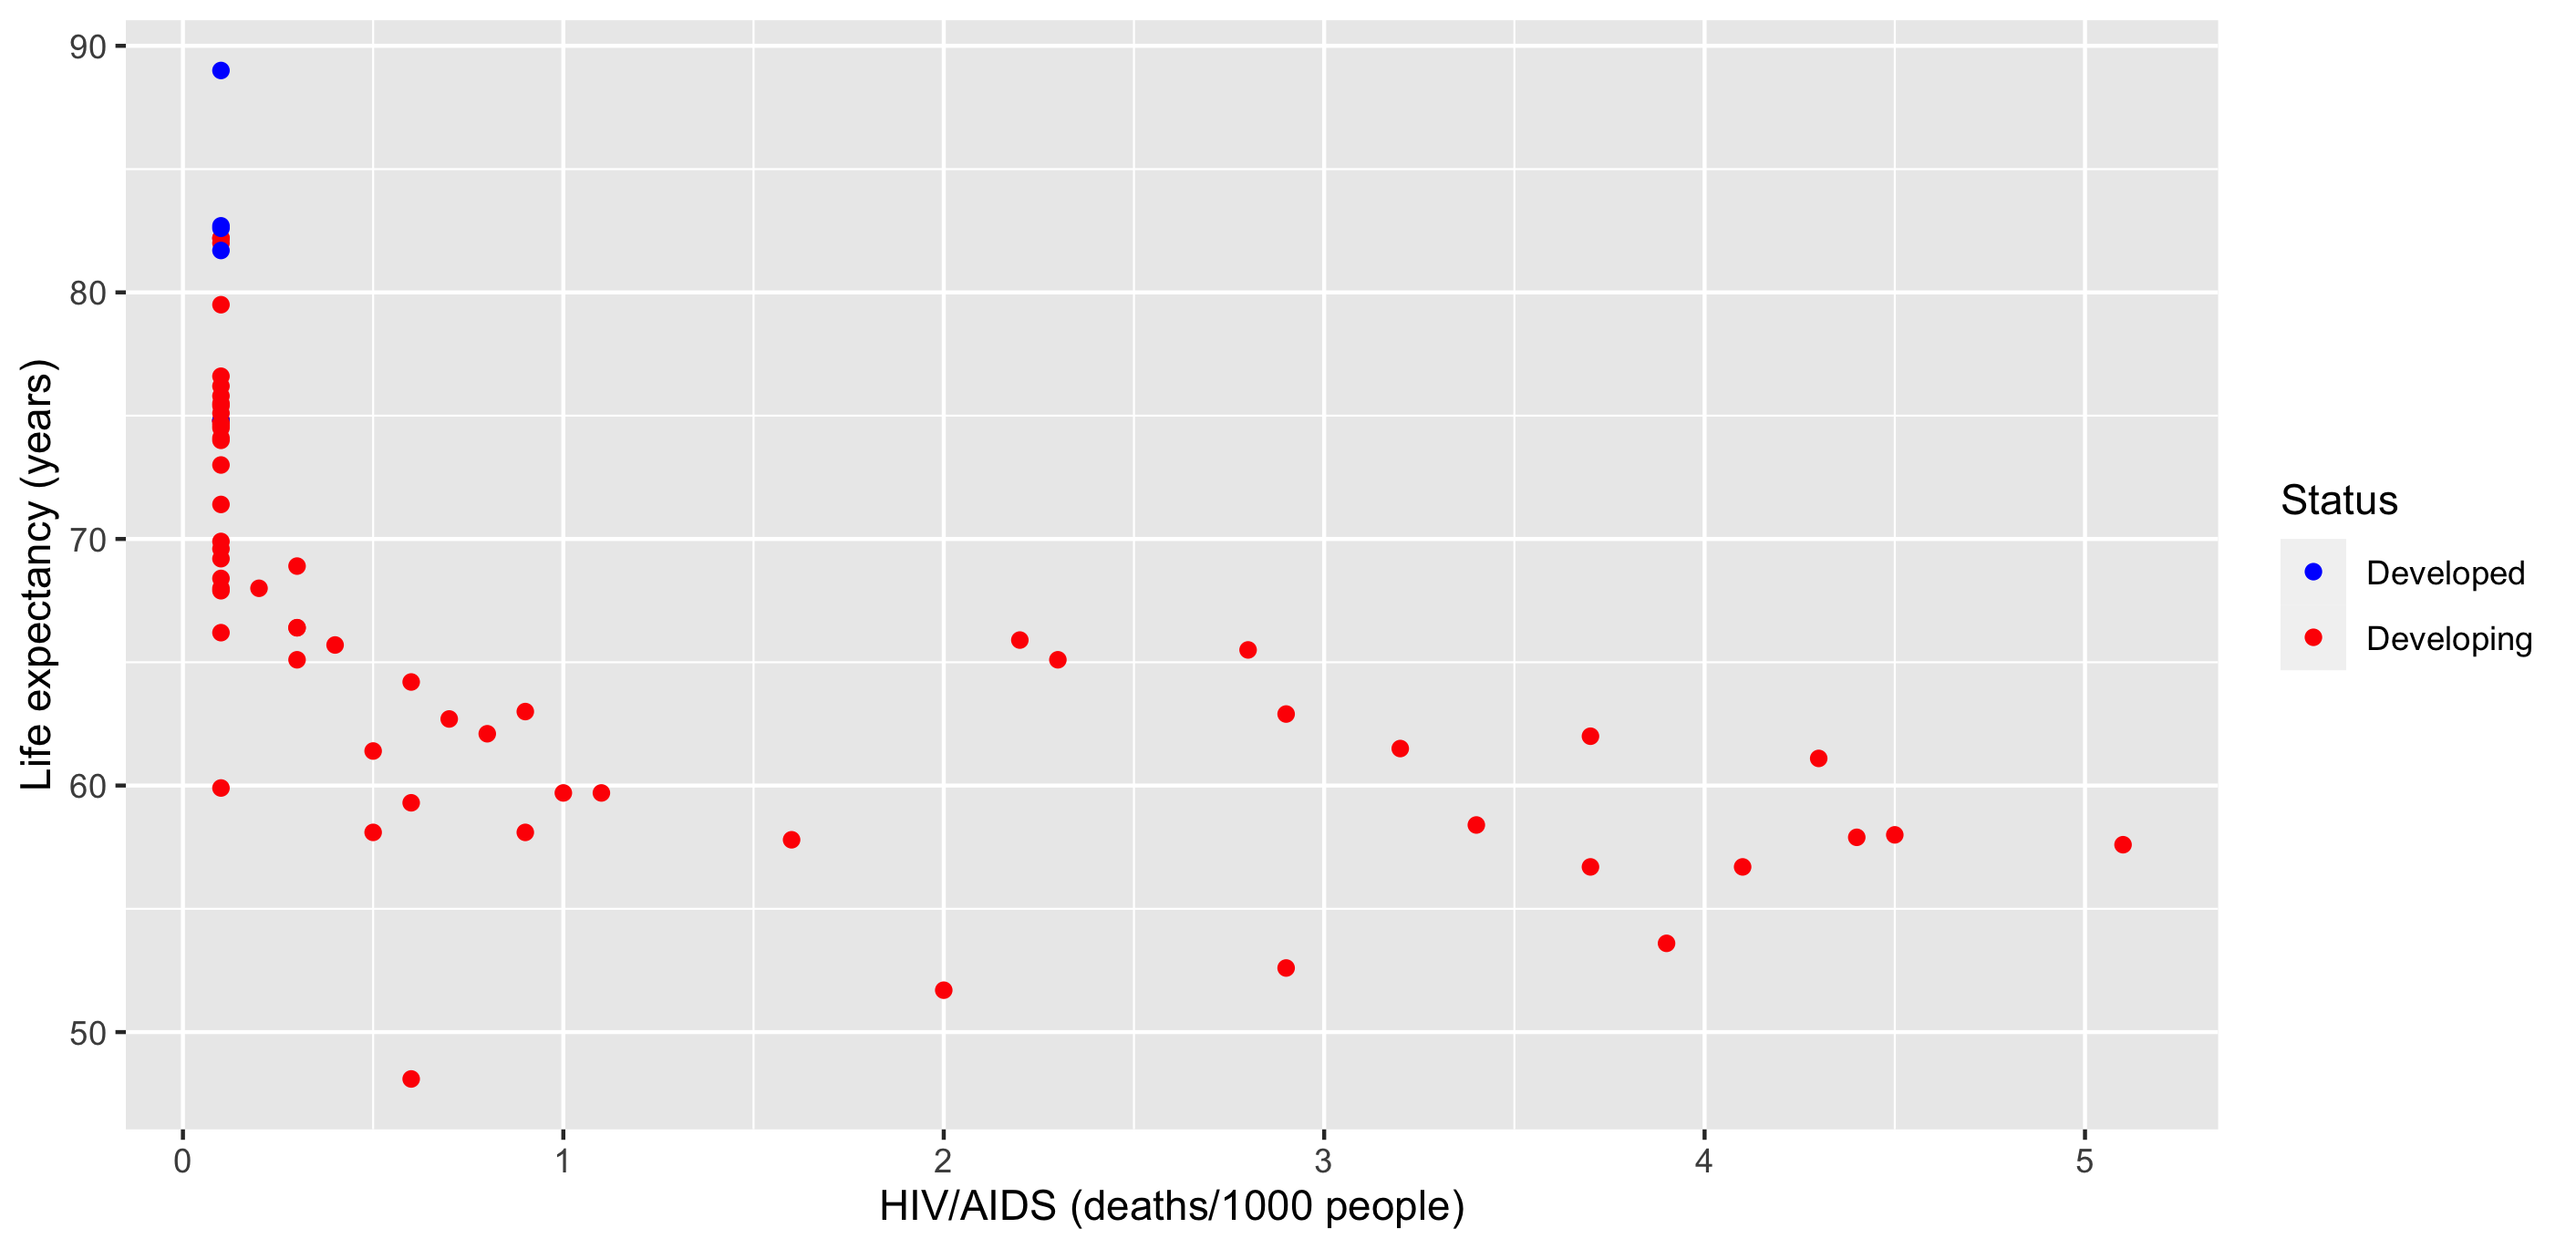 90
80
70
60
50
Life expectancy (years)
0 1 2 3 4 5
HIV/AIDS (deaths/1000 people)
Status
Developed
Developing